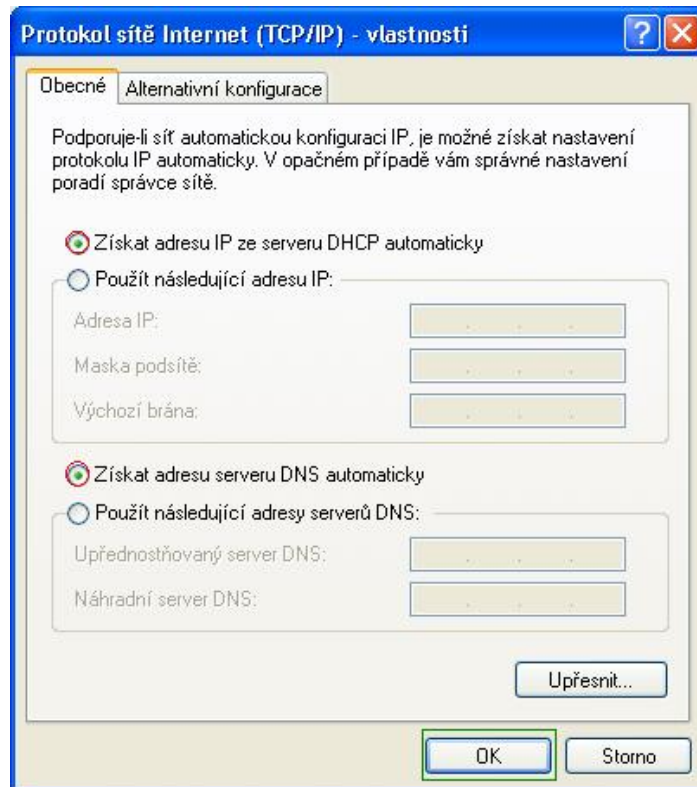 Protokol sítě Internet (TCP/IP) - vlastnosti
Obecné
Alternativní konfigurace
Podporuje-li síť automatickou konfiguraci IP, je možné získat nastavení
protokolu IP automaticky. V opačném případě vám správné nastavení
poradí správce sítě.
Získat adresu IP ze serveru DHCP automaticky
Použít následující adresu IP:
Adresa IP:
Maska podsítě:
Výchozí brána:
Získat adresu serveru DNS automaticky
Použít následující adresy serverů DNS:
Upřednostňovaný server DNS:
Náhradní server DNS:
Upřesnit...
OK
Storno